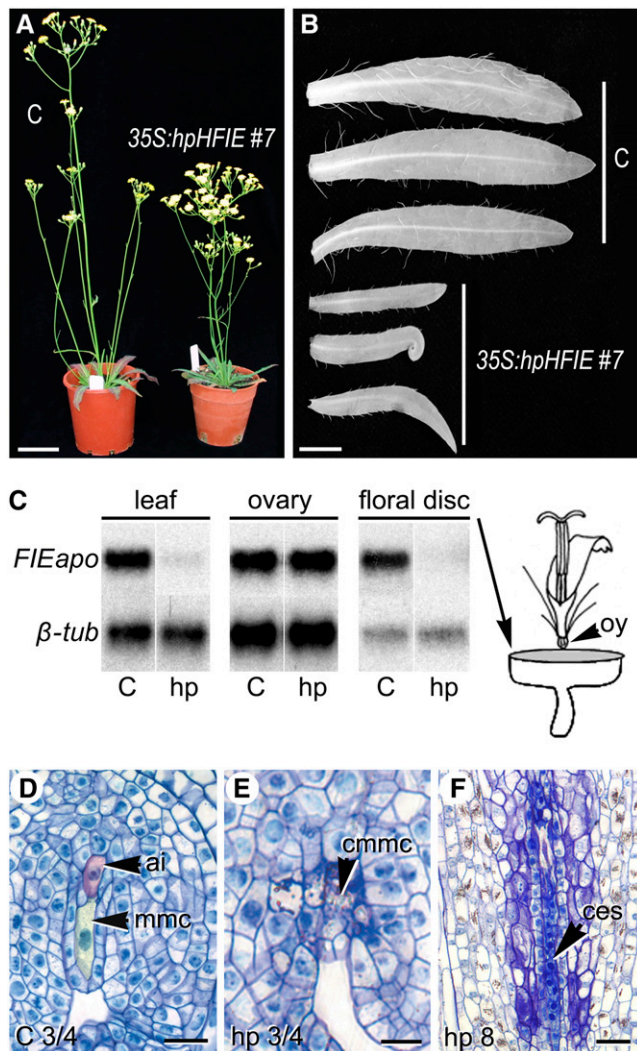 A
C
35S:hpHFIE #7
B
C
35S:hpHFIE #7
C
leaf ovary floral disc
FIEapo
β-tub
C hp C hp C hp
oy
D
ai
mmc
C 3/4
E
cmmc
hp 3/4
F
ces
hp 8